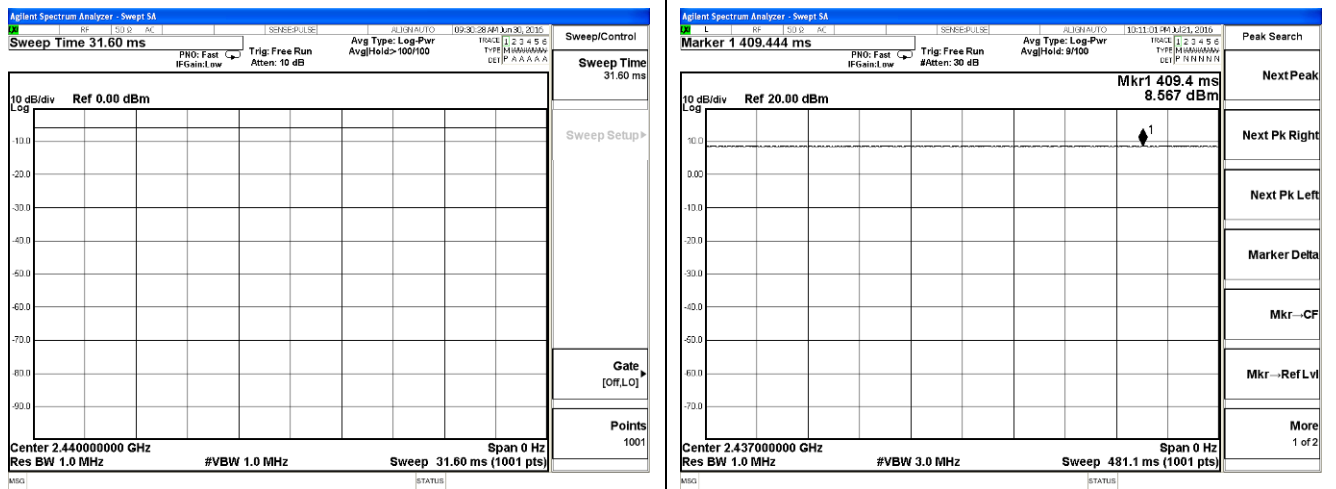 Agilent Spectrum Analyzer - Swept SA
RF 50 Ω AC SENSE:PULSE ALIGN AUTO 09:30:28 AM Jun 30, 2016
Sweep Time 31.60 ms
PNO: Fast
IFGain:Low
Trig: Free Run
Atten: 10 dB
Avg Type: Log-Pwr
Avg|Hold:>100/100
TRACE 1 2 3 4 5 6
TYPE
DET P A A A A A
10 dB/div Ref 0.00 dBm
Log
-10.0
-20.0
-30.0
-40.0
-50.0
-60.0
-70.0
-80.0
-90.0
Center 2.440000000 GHz Span 0 Hz
Res BW 1.0 MHz #VBW 1.0 MHz Sweep 31.60 ms (1001 pts)
MSG STATUS
Sweep/Control
Sweep Time
31.60 ms
Sweep Setup
Gate
[Off,LO]
Points
1001
Agilent Spectrum Analyzer - Swept SA
L RF 50 Ω AC SENSE:PULSE ALIGN AUTO 10:11:01 PM Jul 21, 2016
Marker 1 409.444 ms
PNO: Fast
IFGain:Low
Trig: Free Run
#Atten: 30 dB
Avg Type: Log-Pwr
Avg|Hold: 9/100
TRACE 1 2 3 4 5 6
TYPE
DET P N N N N N
Mkr1 409.4 ms
8.567 dBm
10 dB/div Ref 20.00 dBm
Log
1
10.0
0.00
-10.0
-20.0
-30.0
-40.0
-50.0
-60.0
-70.0
Center 2.437000000 GHz Span 0 Hz
Res BW 1.0 MHz #VBW 3.0 MHz Sweep 481.1 ms (1001 pts)
MSG STATUS
Peak Search
Next Peak
Next Pk Right
Next Pk Left
Marker Delta
Mkr→CF
Mkr→Ref Lvl
More
1 of 2